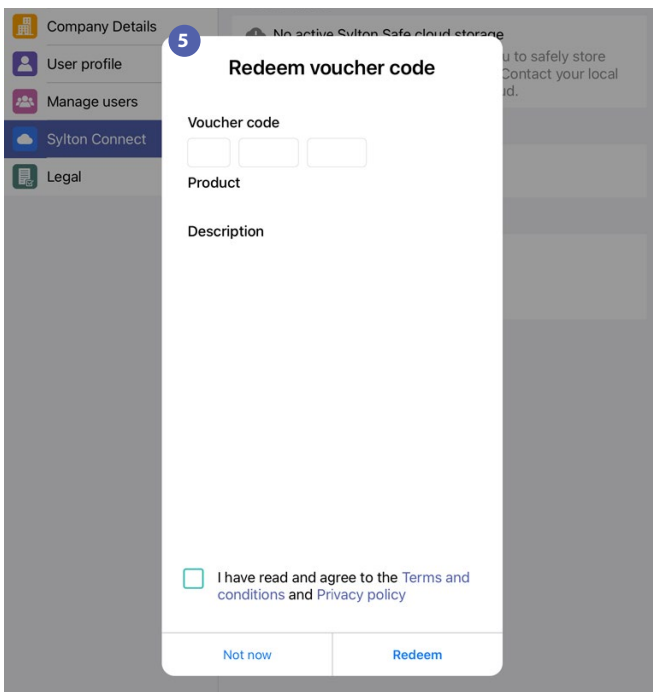 Company Details
User profile
Manage users
Sylton Connect
Legal
No active Sylton Safe cloud storage
u to safely store
Contact your local
ud.
5
Redeem voucher code
Voucher code
Product
Description
I have read and agree to the Terms and
conditions and Privacy policy
Not now
Redeem